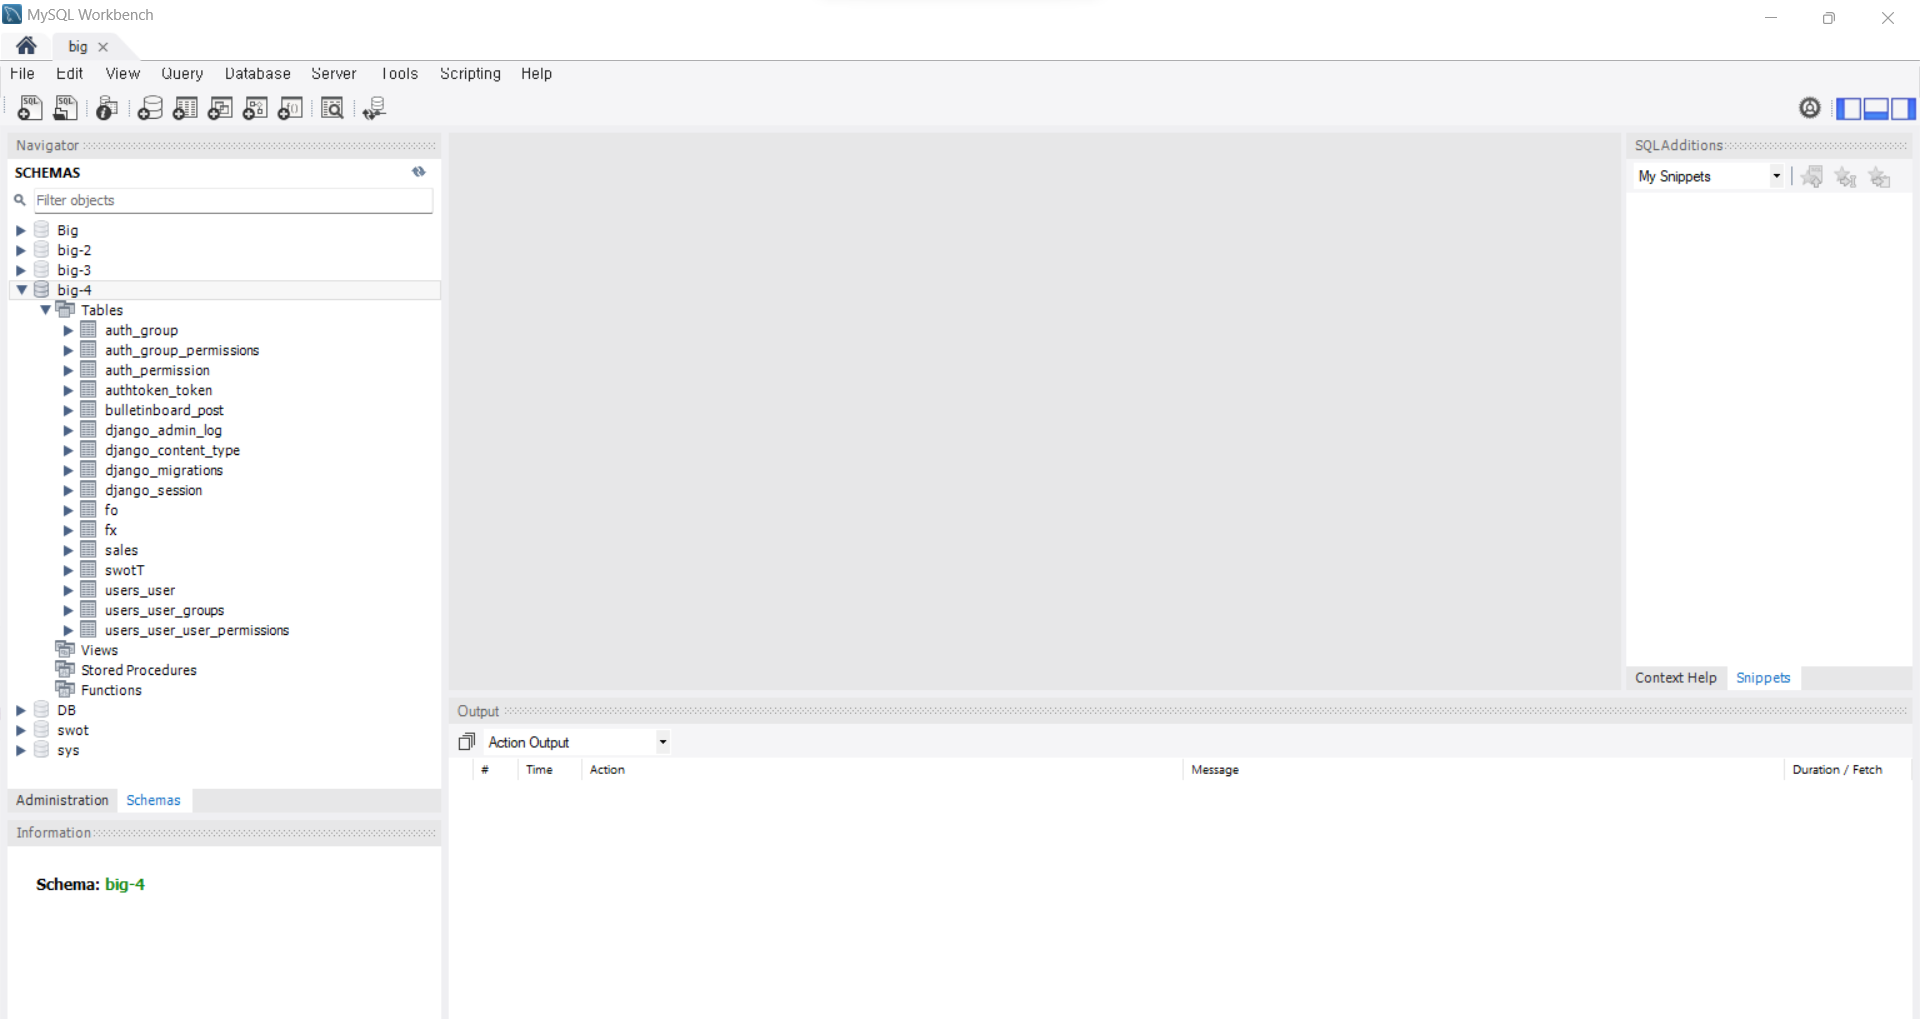 MySQL Workbench
big
File Edit View Query Database Server Tools Scripting Help
Navigator
SCHEMAS
Filter objects
Big
big-2
big-3
big-4
Tables
auth_group
auth_group_permissions
auth_permission
authtoken_token
bulletinboard_post
django_admin_log
django_content_type
django_migrations
django_session
fo
fx
sales
swotT
users_user
users_user_groups
users_user_user_permissions
Views
Stored Procedures
Functions
DB
swot
sys
Administration Schemas
Information
Schema: big-4
SQLAdditions
My Snippets
Context Help Snippets
Output
Action Output
# Time Action Message Duration / Fetch